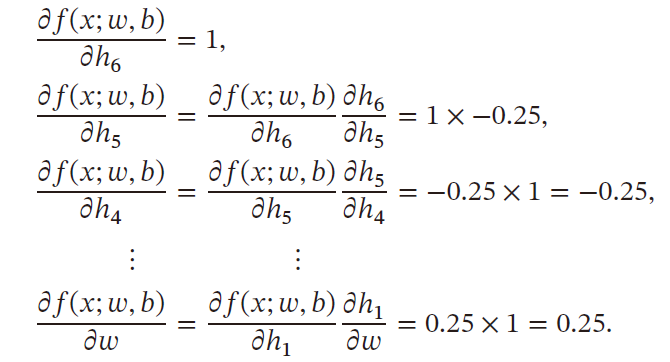 ∂f(x; w, b)/∂h₆ = 1,
∂f(x; w, b)/∂h₅ = ∂f(x; w, b)/∂h₆ ∂h₆/∂h₅ = 1 × −0.25,
∂f(x; w, b)/∂h₄ = ∂f(x; w, b)/∂h₅ ∂h₅/∂h₄ = −0.25 × 1 = −0.25,
⋮ ⋮
∂f(x; w, b)/∂w = ∂f(x; w, b)/∂h₁ ∂h₁/∂w = 0.25 × 1 = 0.25.